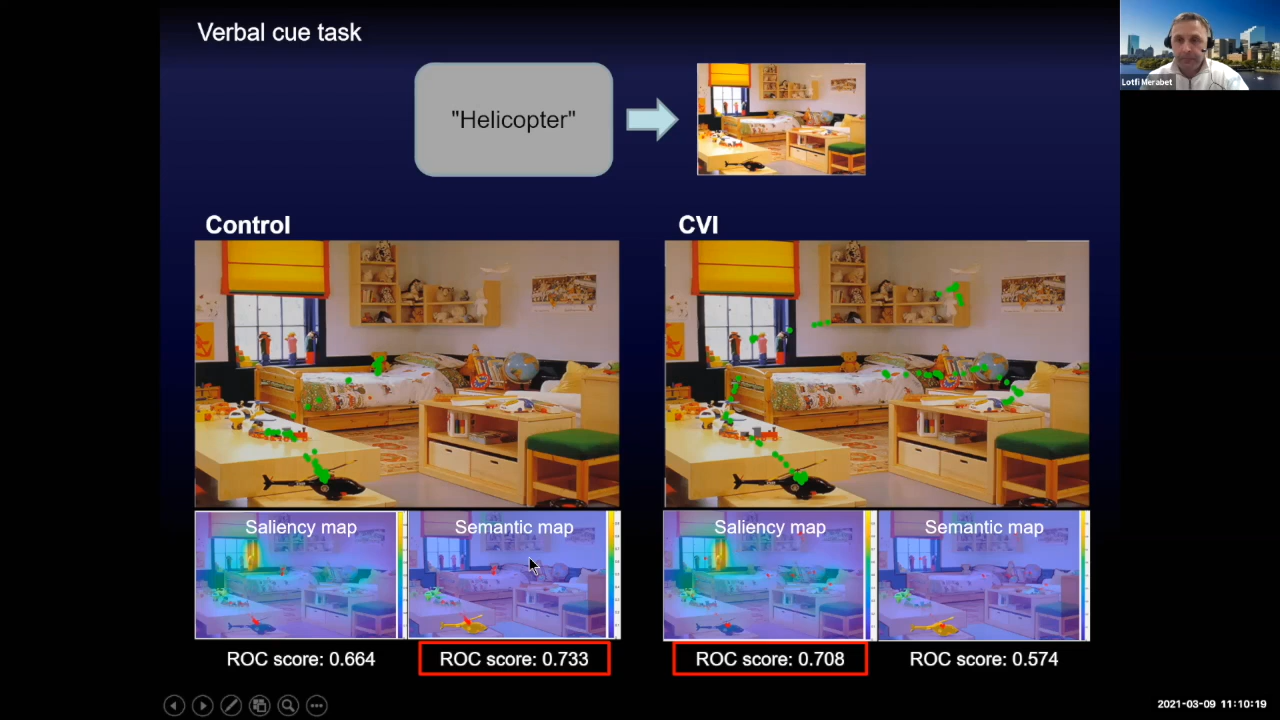 Verbal cue task
Lotfi Merabet
"Helicopter"
Control
CVI
Saliency map
Semantic map
Saliency map
Semantic map
ROC score: 0.664
ROC score: 0.733
ROC score: 0.708
ROC score: 0.574
2021-03-09 11:10:19